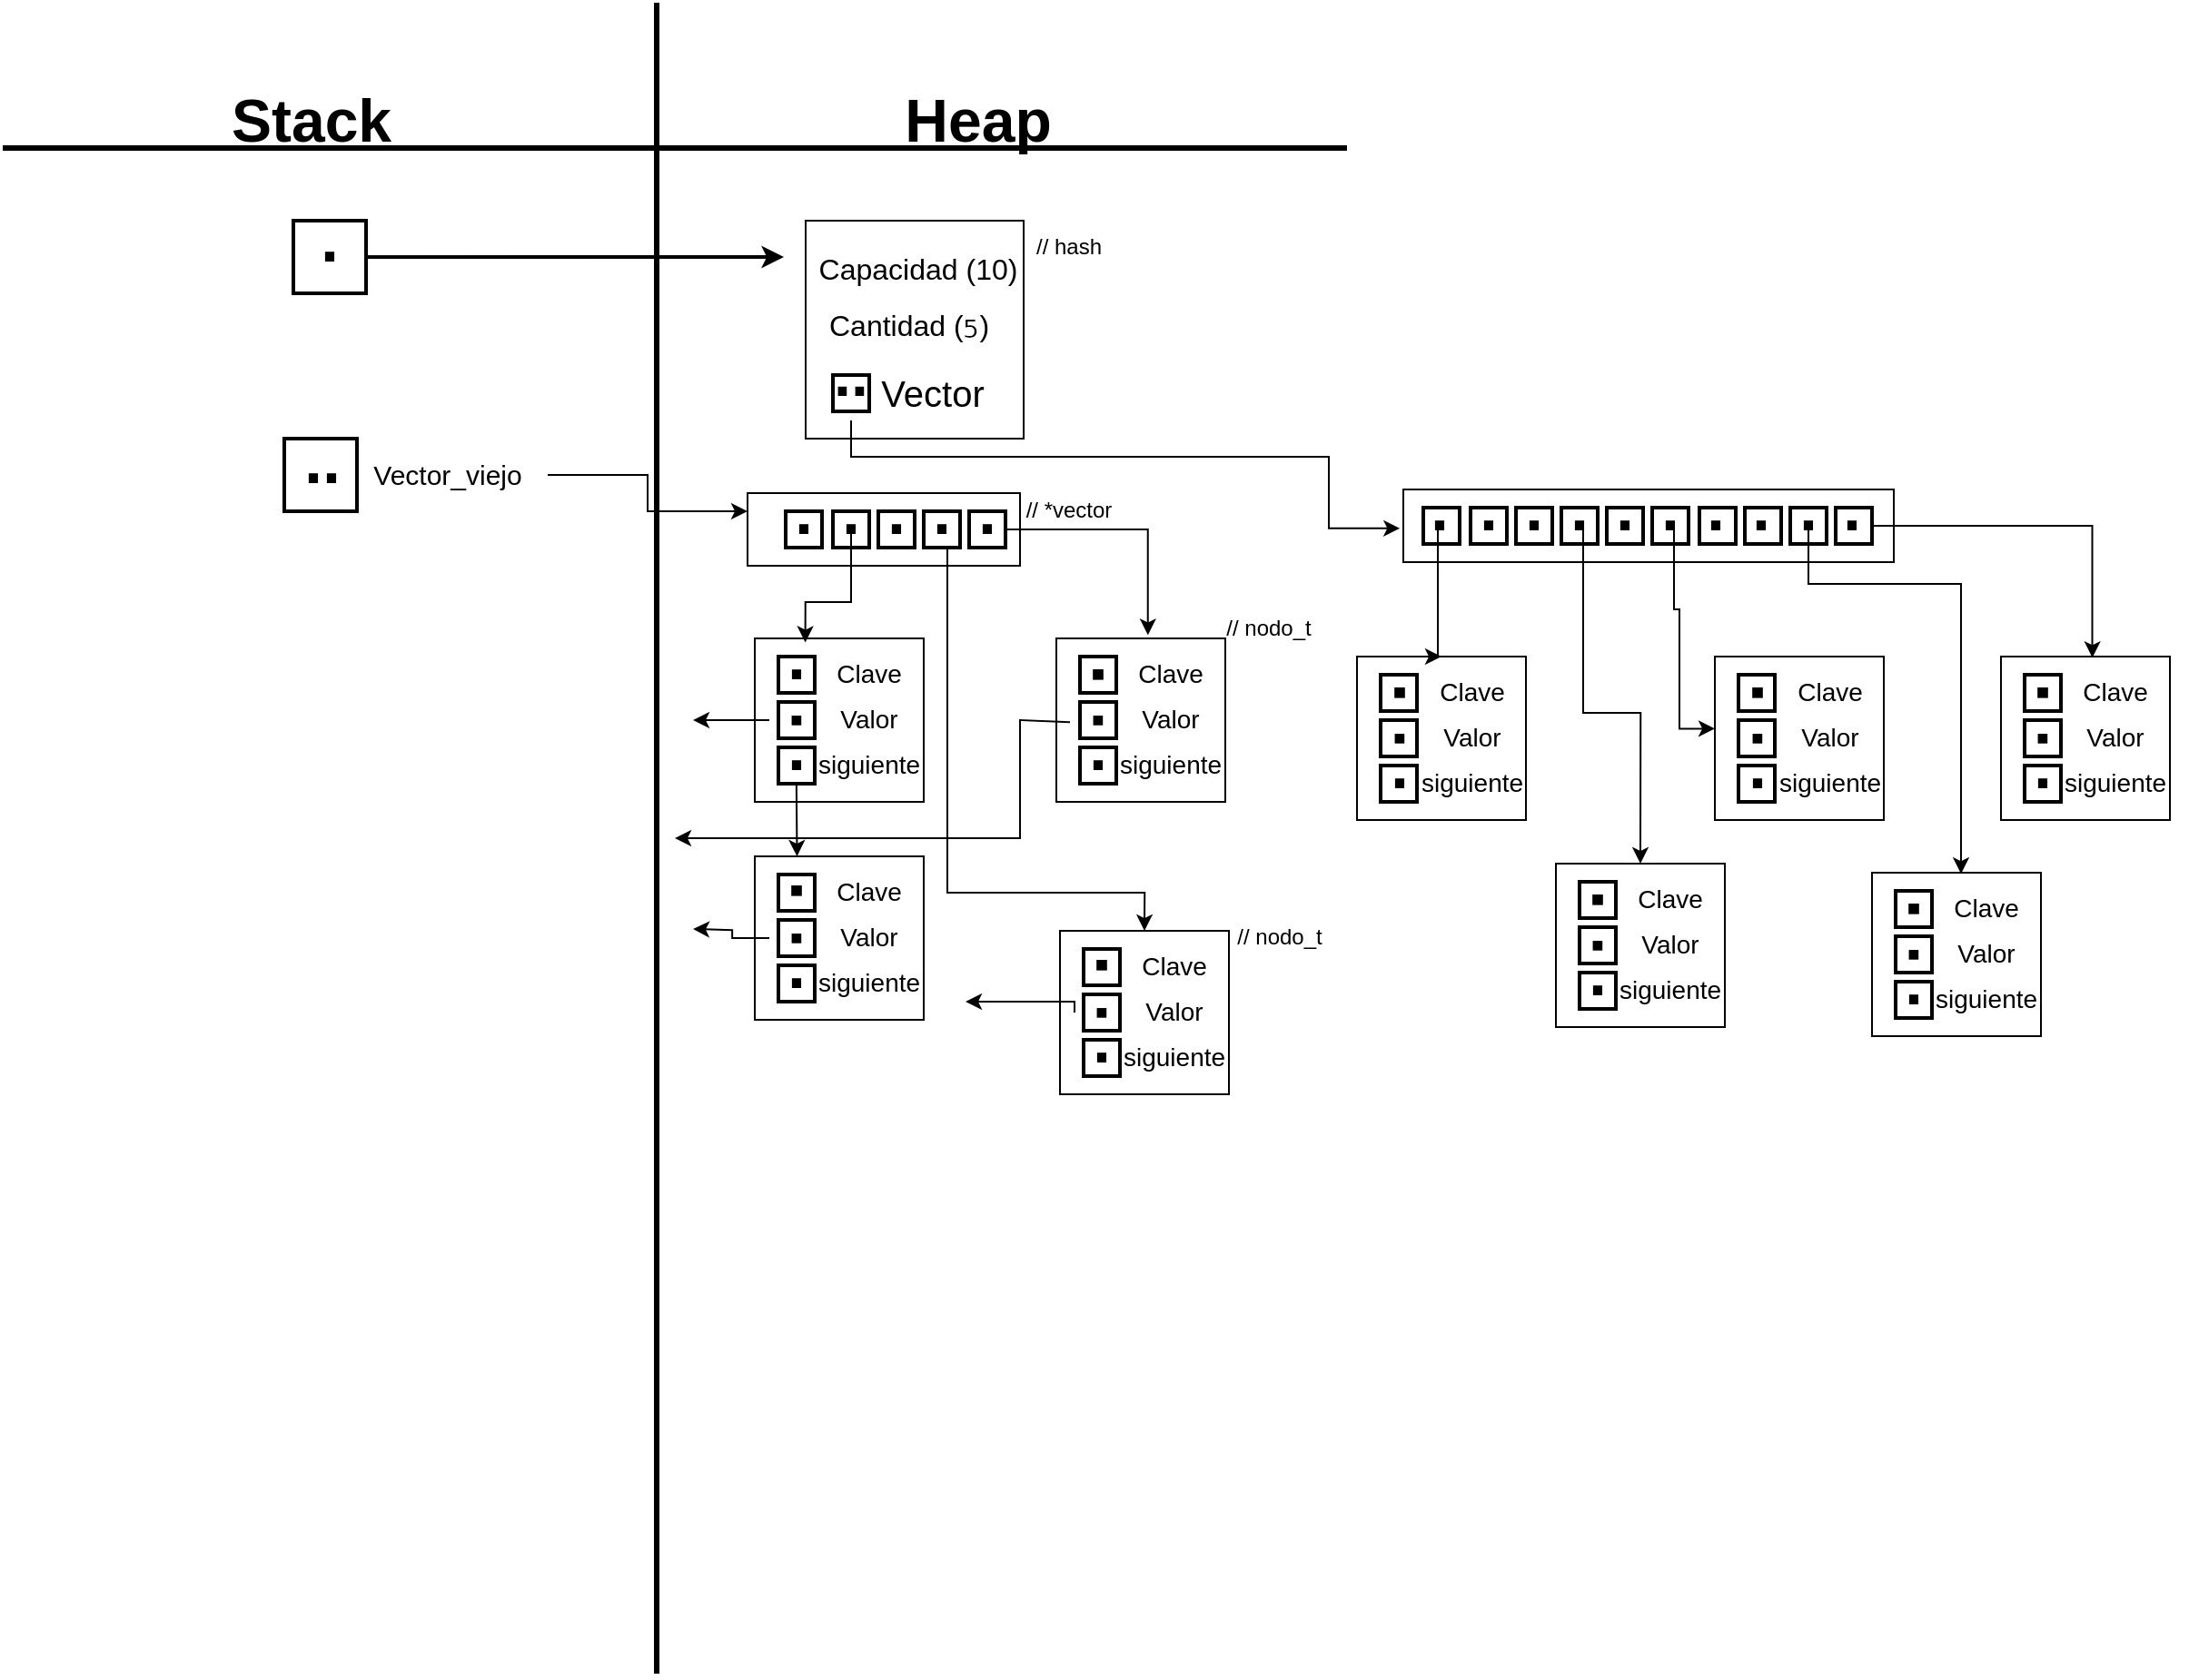 Stack
Heap
// hash
Capacidad (10)
Cantidad (5)
Vector
Vector_viejo
// *vector
// nodo_t
Clave
Valor
siguiente
Clave
Valor
siguiente
Clave
Valor
siguiente
Clave
Valor
siguiente
Clave
Valor
siguiente
Clave
Valor
siguiente
// nodo_t
Clave
Valor
siguiente
Clave
Valor
siguiente
Clave
Valor
siguiente